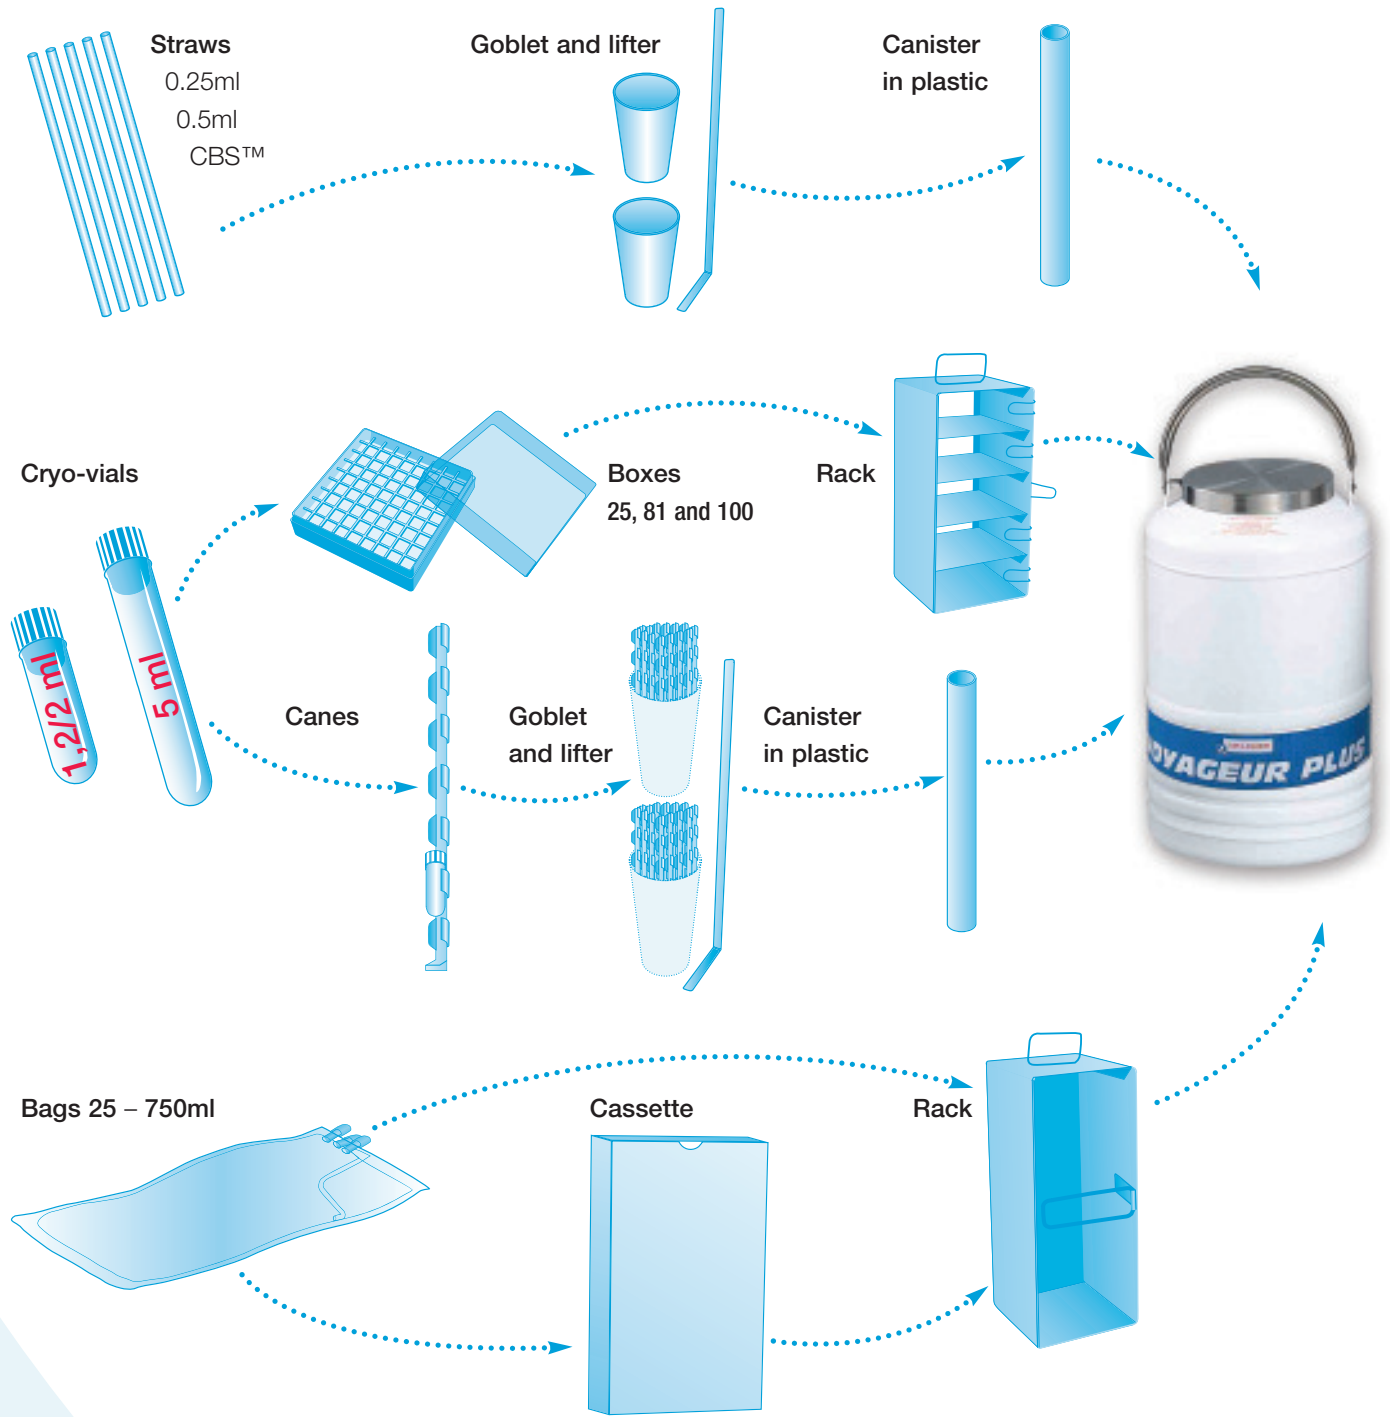 Straws
0.25ml
0.5ml
CBS™
Goblet and lifter
Canister
in plastic
Cryo-vials
Boxes
25, 81 and 100
Rack
1,2/2 ml
5 ml
Canes
Goblet
and lifter
Canister
in plastic
OYAGEUR PLUS
Bags 25 – 750ml
Cassette
Rack